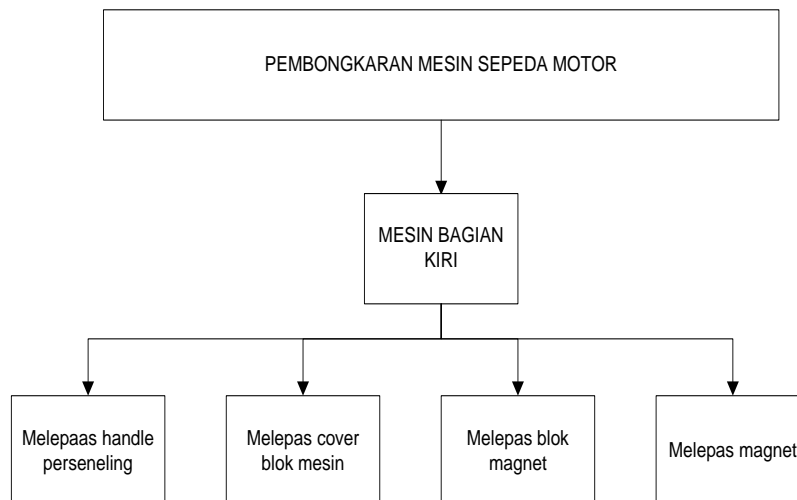 PEMBONGKARAN MESIN SEPEDA MOTOR
MESIN BAGIAN
KIRI
Melepaas handle
perseneling
Melepas cover
blok mesin
Melepas blok
magnet
Melepas magnet